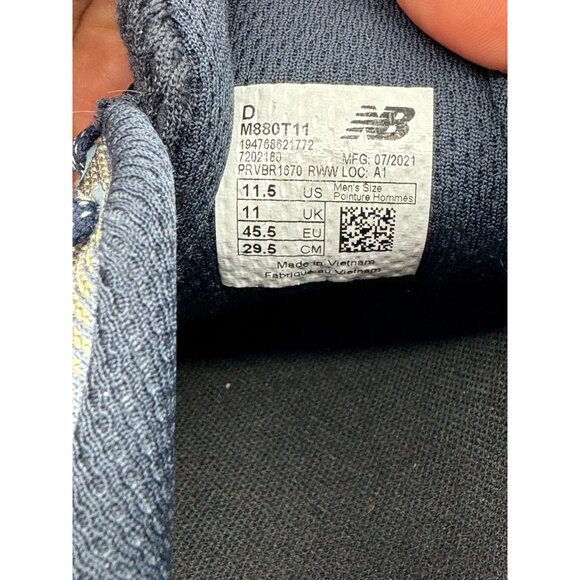 D
M880T11
NB
194768621772
7202180 MFG: 07/2021
PRVBR1670 RWW LOC: A1
11.5 US Men's Size
Pointure Hommes
11 UK
45.5 EU
29.5 CM
Made in Vietnam
Fabriqué au Vietnam